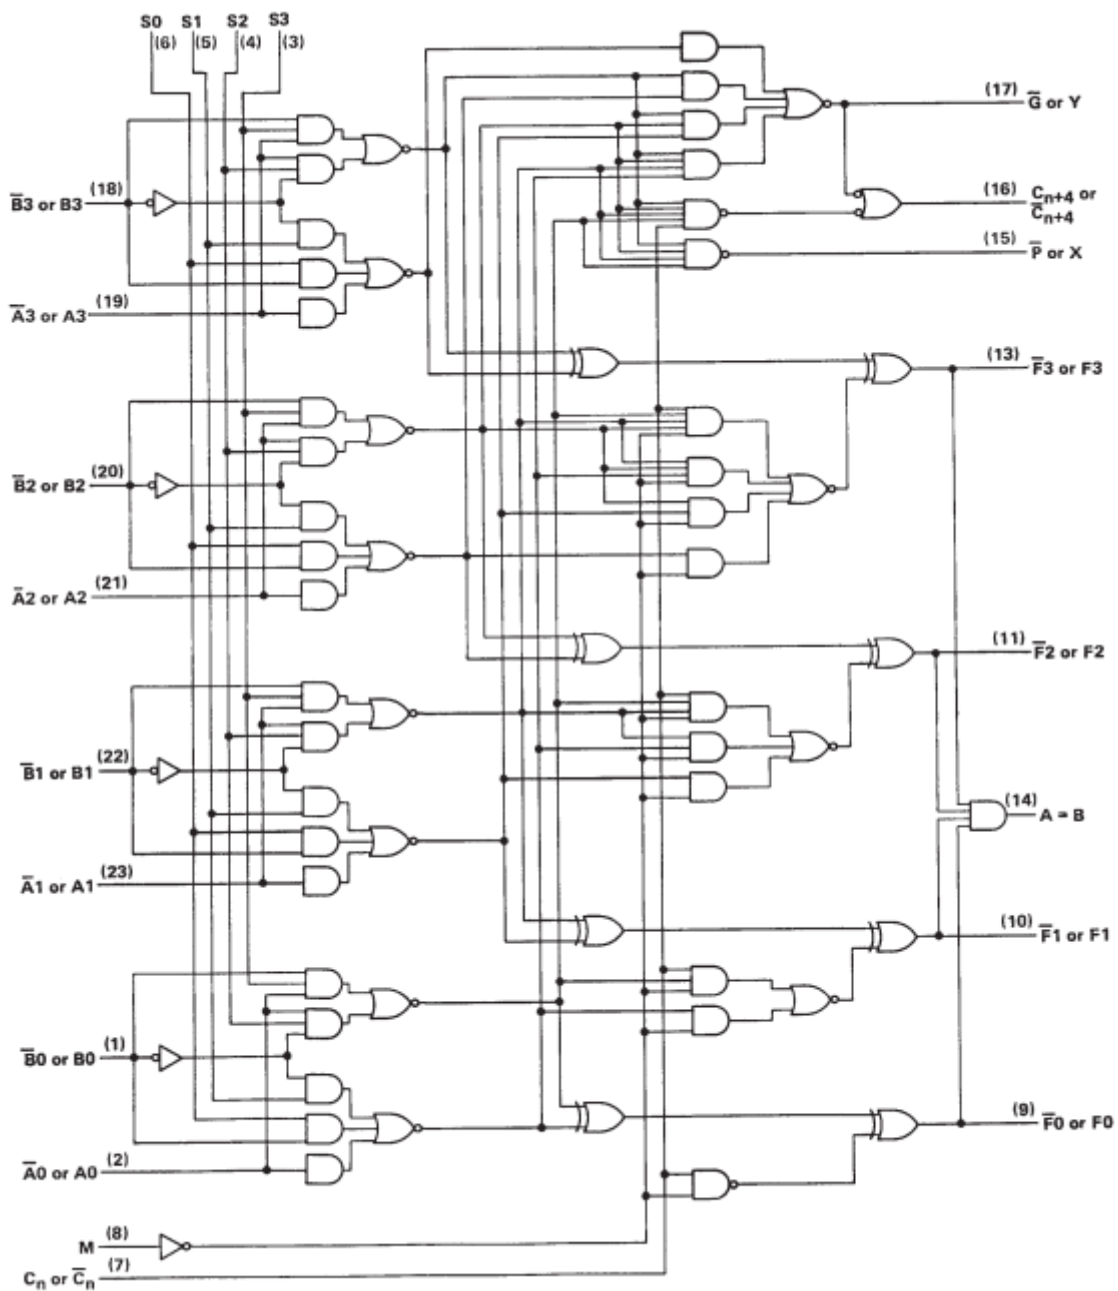 S0 S1 S2 S3
(6) (5) (4) (3)
(17) G̅ or Y
(18)
B̅3 or B3
(16) Cn+4 or
C̅n+4
(15) P̅ or X
(19)
A̅3 or A3
(13) F̅3 or F3
(20)
B̅2 or B2
(21)
A̅2 or A2
(11) F̅2 or F2
(22)
B̅1 or B1
(14) A = B
(23)
A̅1 or A1
(10) F̅1 or F1
(1)
B̅0 or B0
(9) F̅0 or F0
(2)
A̅0 or A0
M (8)
Cn or C̅n (7)